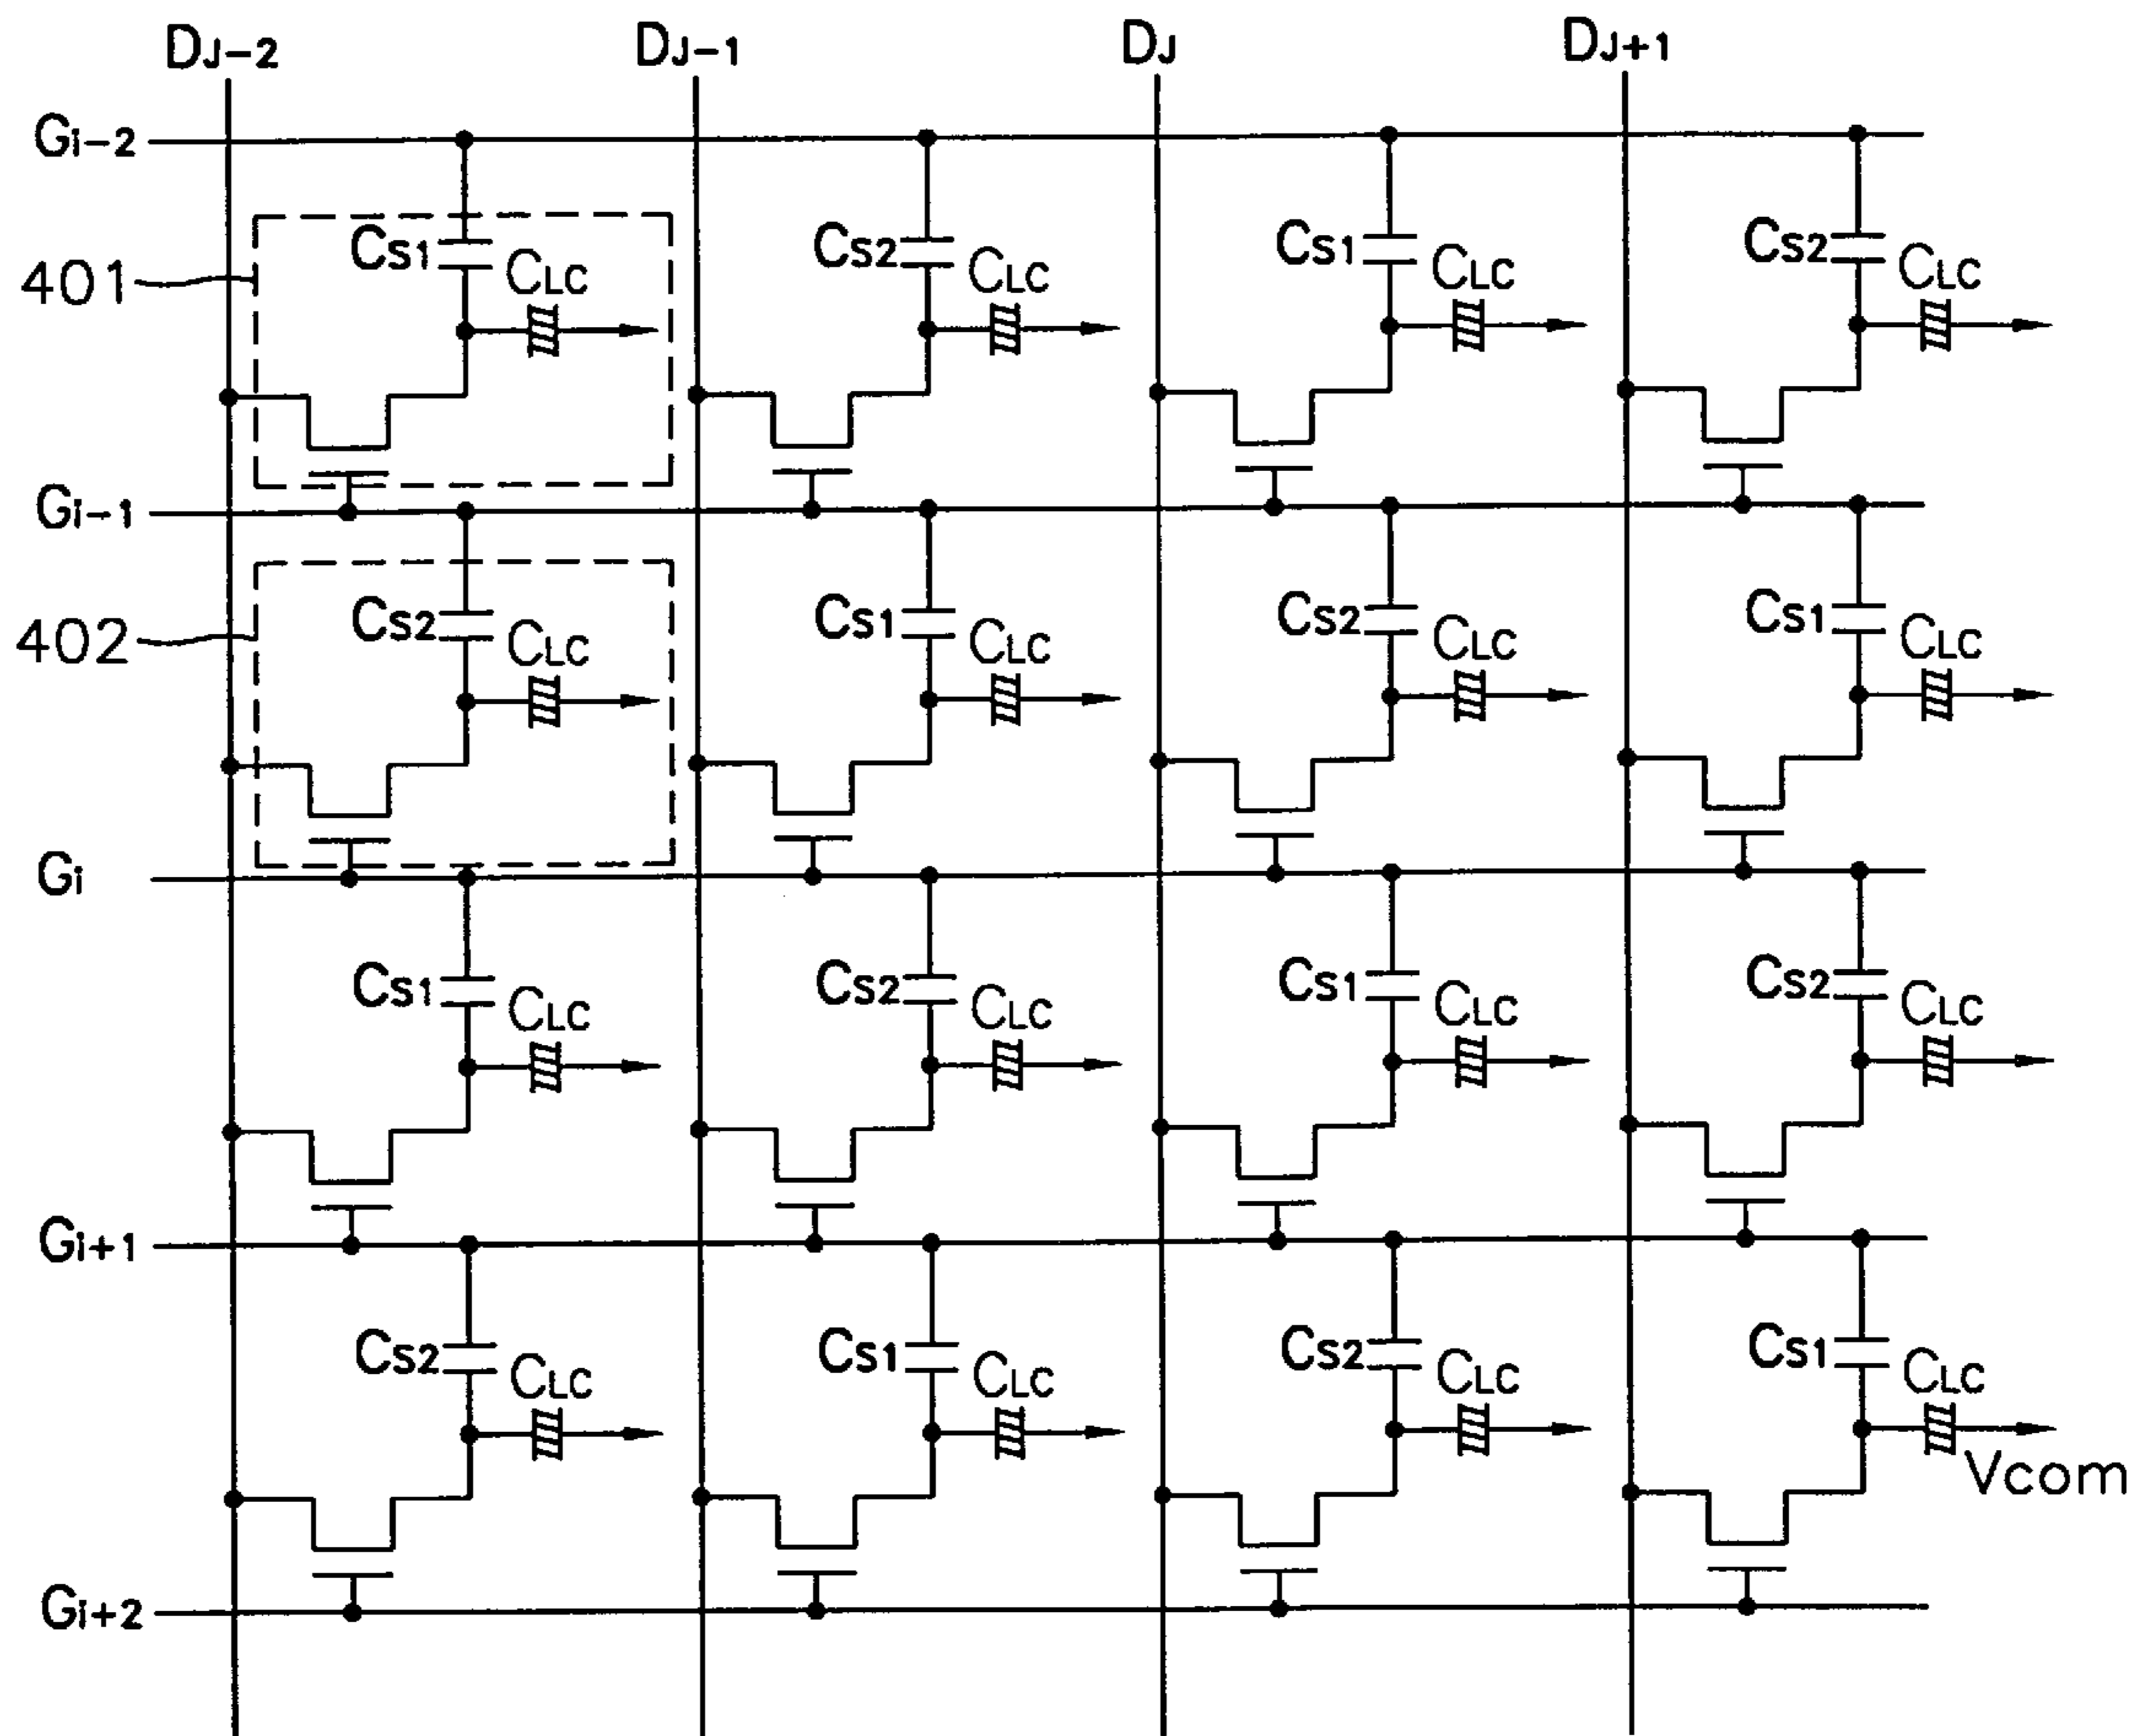 DJ-2 DJ-1 DJ DJ+1
Gi-2
CS1 CLC CS2 CLC CS1 CLC CS2 CLC
401
Gi-1
CS2 CLC CS1 CLC CS2 CLC CS1 CLC
402
Gi
CS1 CLC CS2 CLC CS1 CLC CS2 CLC
Gi+1
CS2 CLC CS1 CLC CS2 CLC CS1 CLC
Vcom
Gi+2